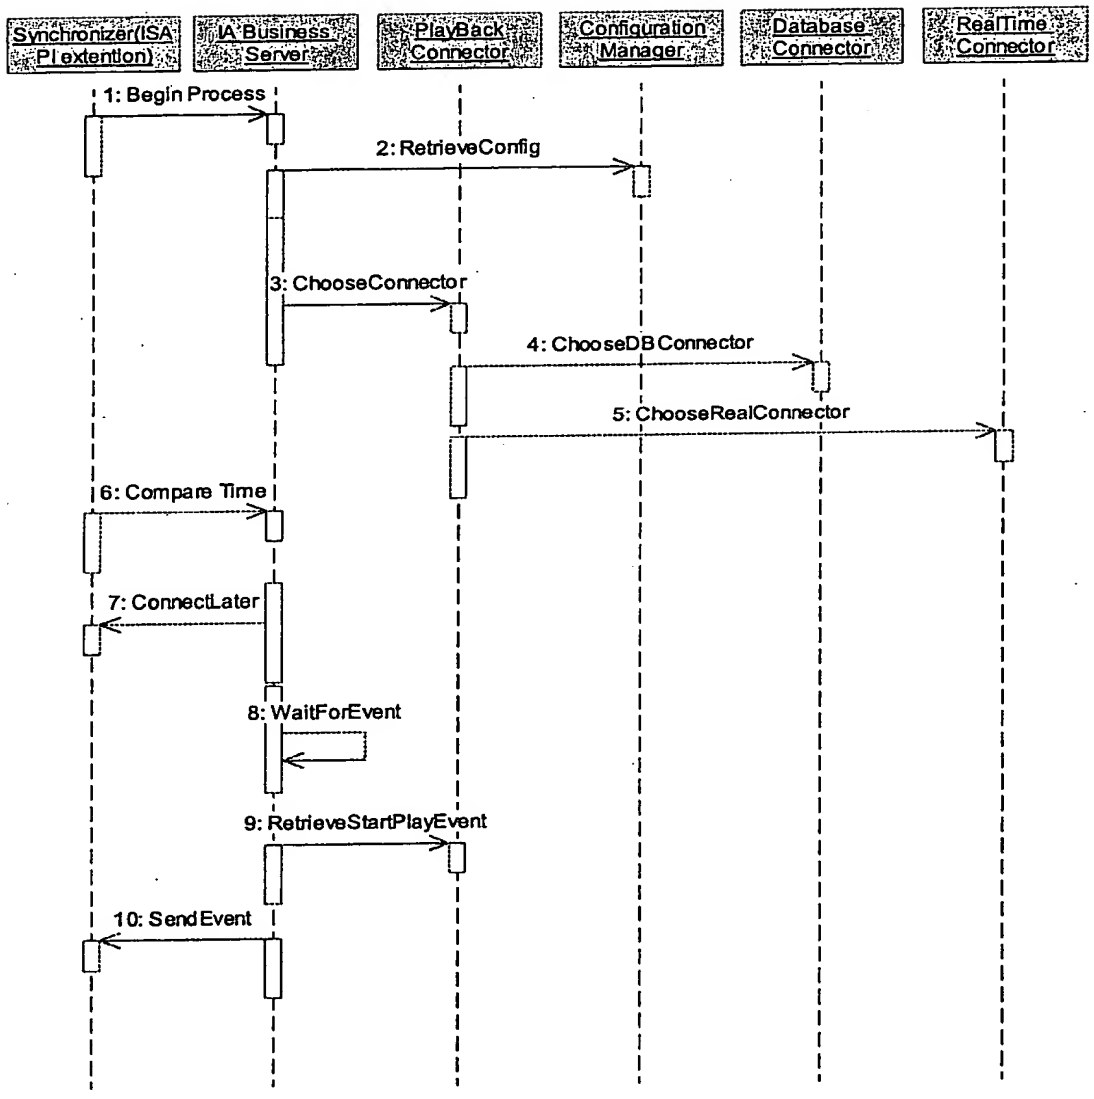 Synchronizer(ISA
PI extention)
IA Business
Server
PlayBack
Connector
Configuration
Manager
Database
Connector
RealTime
Connector
1: Begin Process
2: RetrieveConfig
3: ChooseConnector
4: ChooseDBConnector
5: ChooseRealConnector
6: Compare Time
7: ConnectLater
8: WaitForEvent
9: RetrieveStartPlayEvent
10: SendEvent